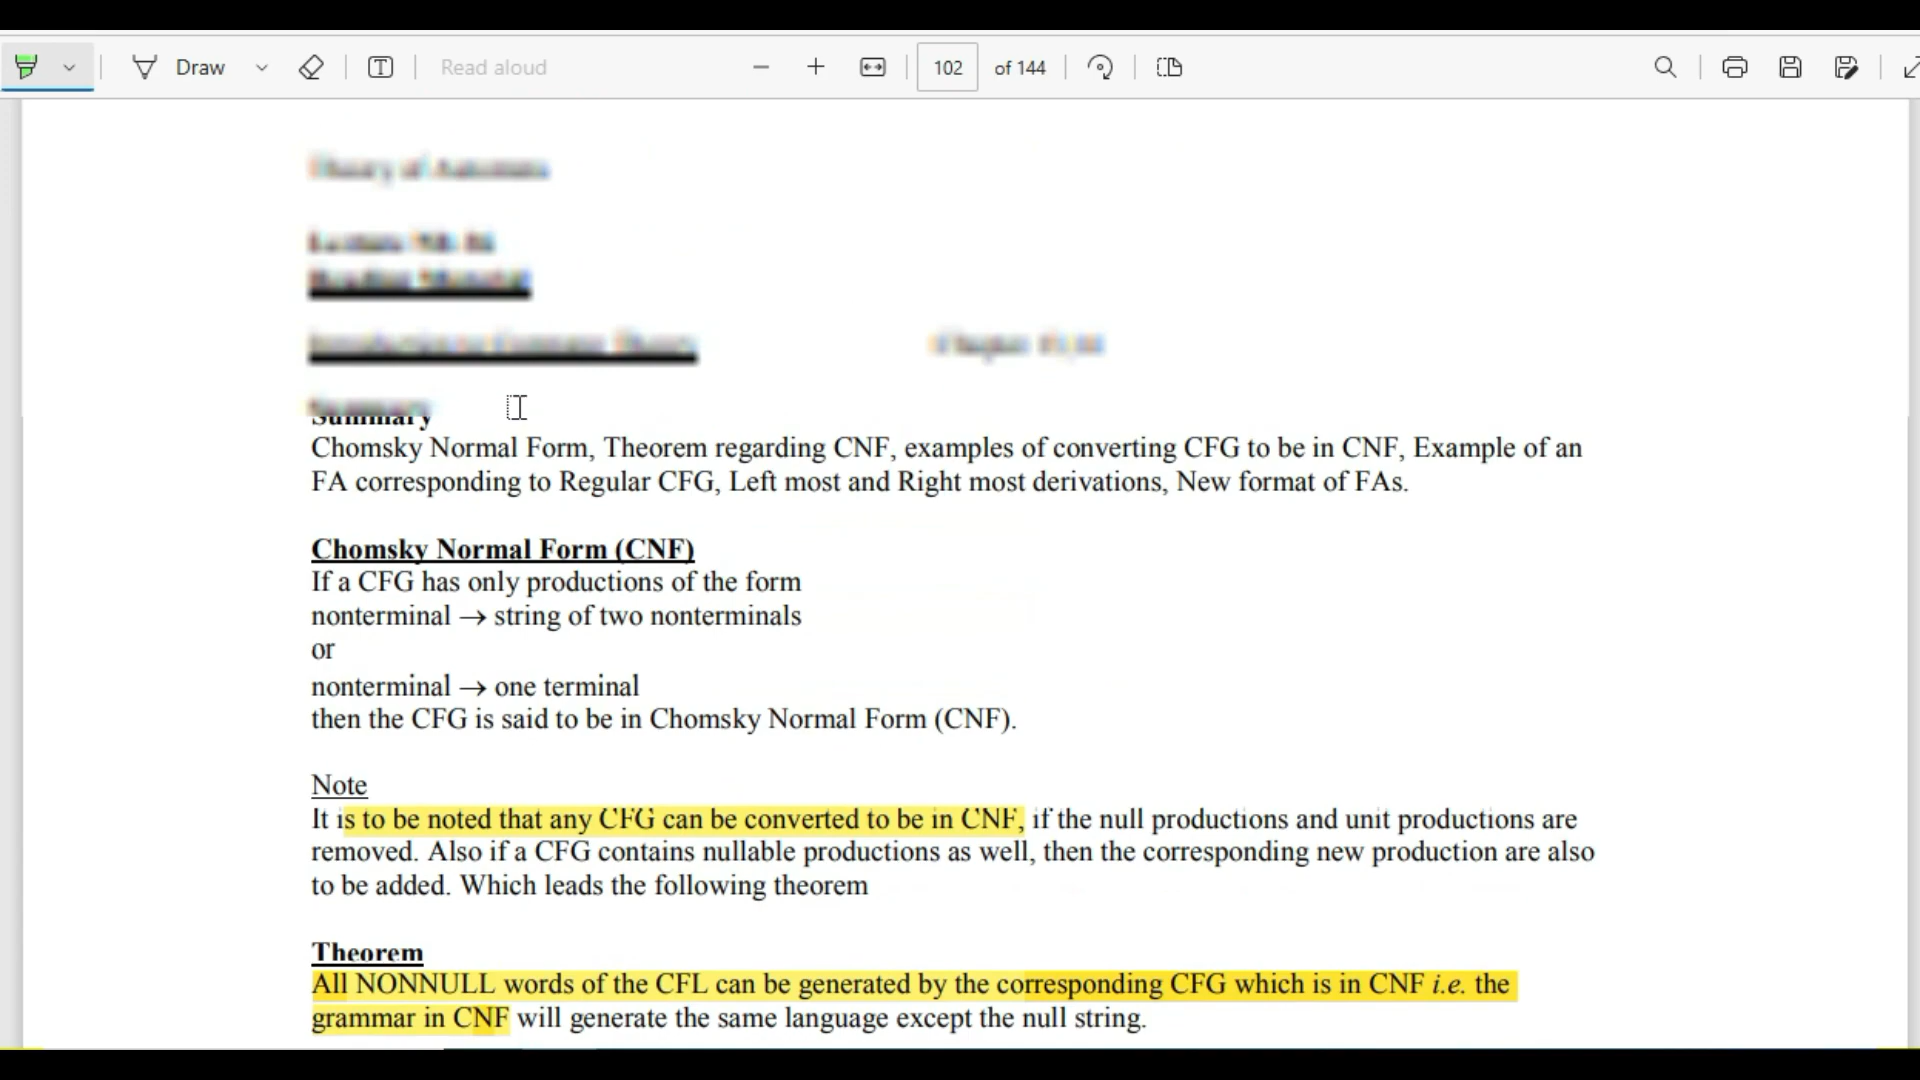 Draw
Read aloud
102 of 144
Summary
Chomsky Normal Form, Theorem regarding CNF, examples of converting CFG to be in CNF, Example of an
FA corresponding to Regular CFG, Left most and Right most derivations, New format of FAs.
Chomsky Normal Form (CNF)
If a CFG has only productions of the form
nonterminal → string of two nonterminals
or
nonterminal → one terminal
then the CFG is said to be in Chomsky Normal Form (CNF).
Note
It is to be noted that any CFG can be converted to be in CNF, if the null productions and unit productions are
removed. Also if a CFG contains nullable productions as well, then the corresponding new production are also
to be added. Which leads the following theorem
Theorem
All NONNULL words of the CFL can be generated by the corresponding CFG which is in CNF i.e. the
grammar in CNF will generate the same language except the null string.